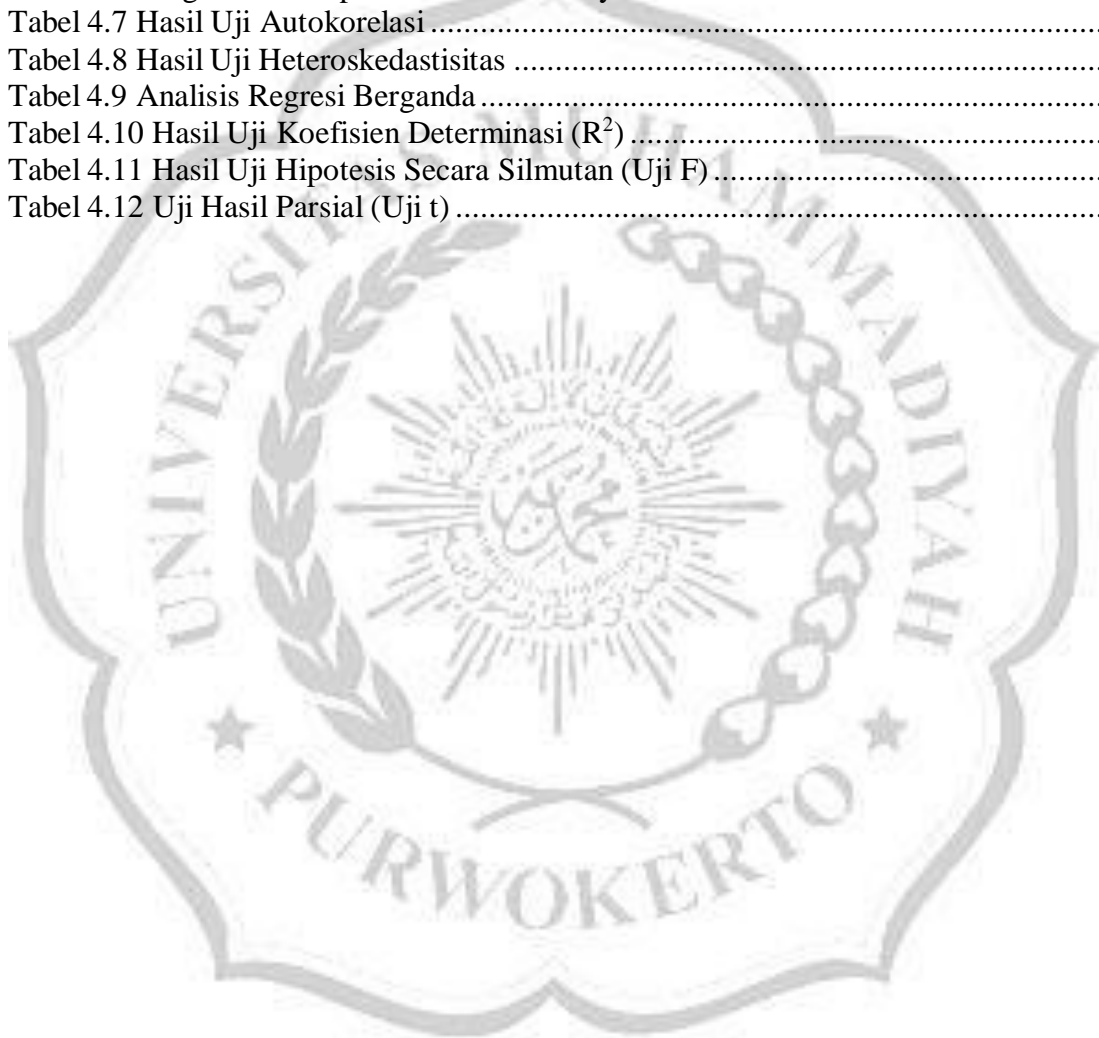 Tabel 4.7 Hasil Uji Autokorelasi
Tabel 4.8 Hasil Uji Heteroskedastisitas
Tabel 4.9 Analisis Regresi Berganda
Tabel 4.10 Hasil Uji Koefisien Determinasi (R²)
Tabel 4.11 Hasil Uji Hipotesis Secara Silmutan (Uji F)
Tabel 4.12 Uji Hasil Parsial (Uji t)
UNIVERSITAS MUHAMMADIYAH
PURWOKERTO